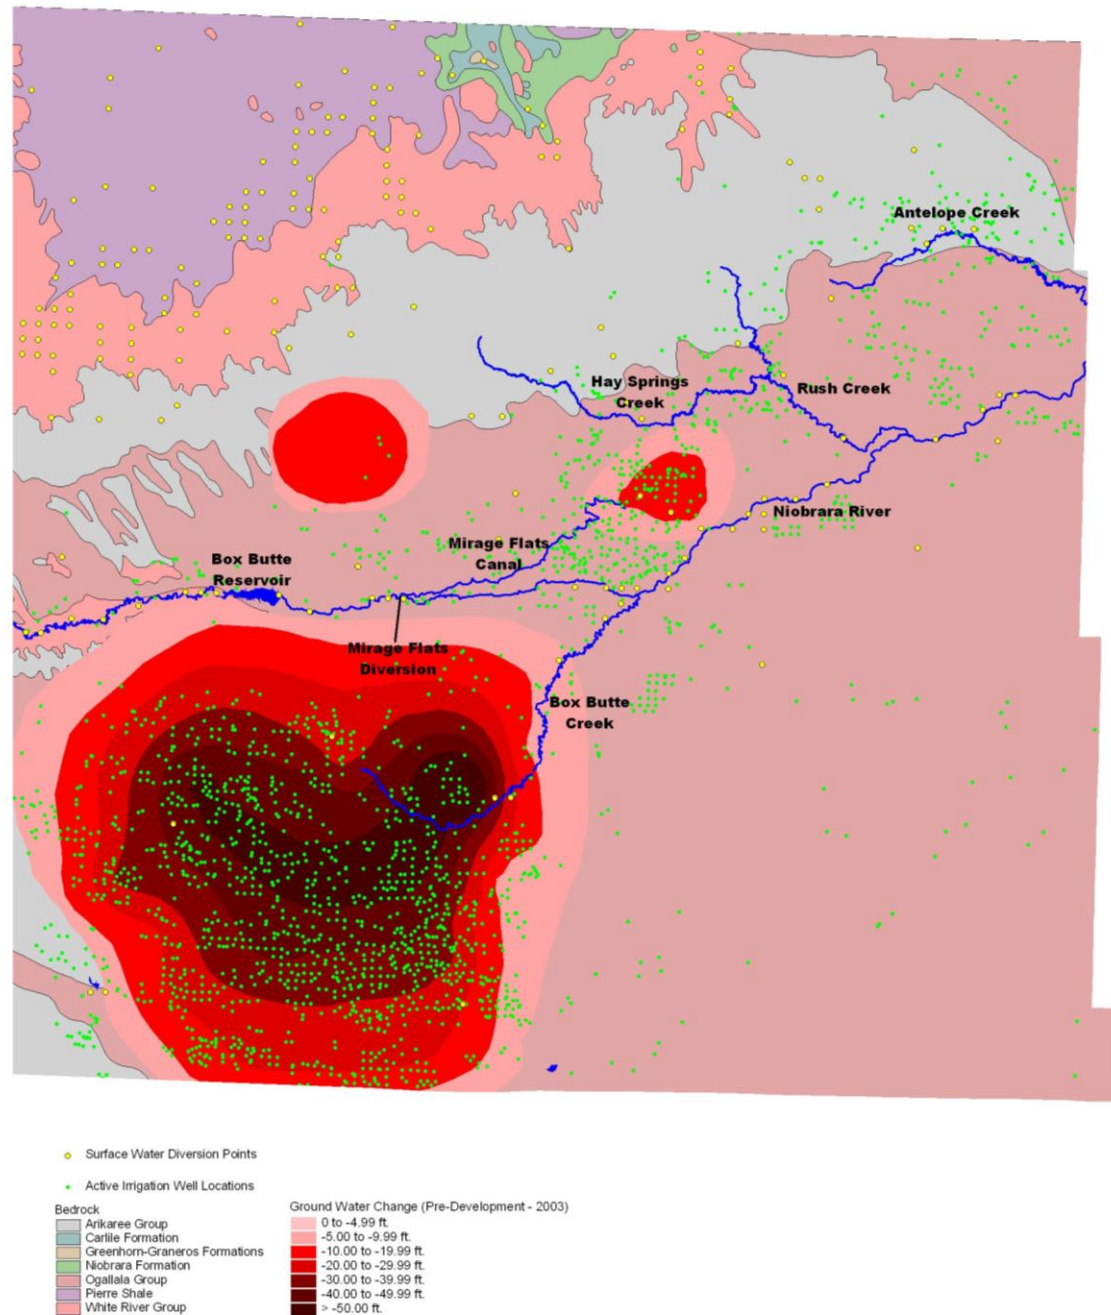 Antelope Creek
Hay Springs
Creek
Rush Creek
Niobrara River
Mirage Flats
Canal
Box Butte
Reservoir
Mirage Flats
Diversion
Box Butte
Creek
Surface Water Diversion Points
Active Irrigation Well Locations
Bedrock
Arikaree Group
Carlile Formation
Greenhorn-Graneros Formations
Niobrara Formation
Ogallala Group
Pierre Shale
White River Group
Ground Water Change (Pre-Development - 2003)
0 to -4.99 ft.
-5.00 to -9.99 ft.
-10.00 to -19.99 ft.
-20.00 to -29.99 ft.
-30.00 to -39.99 ft.
-40.00 to -49.99 ft.
> -50.00 ft.